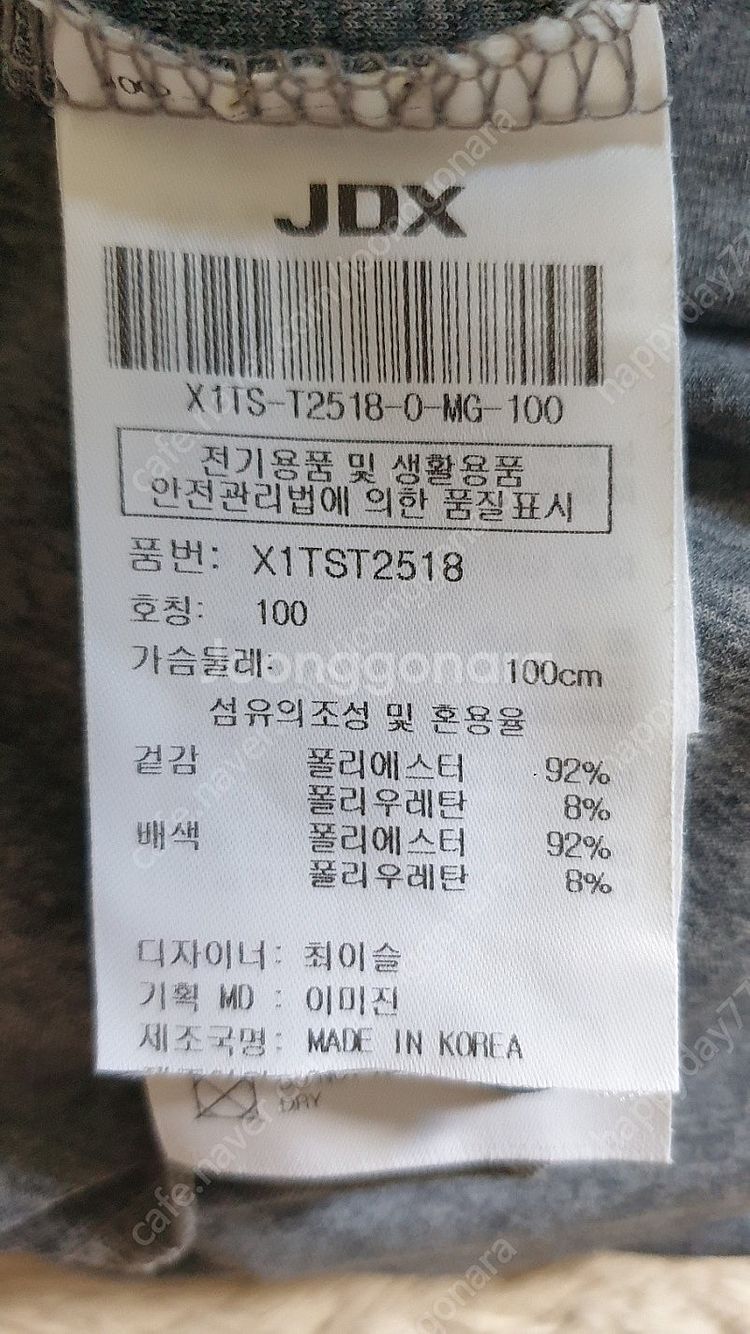 JDX
X1TS-T2518-0-MG-100
전기용품 및 생활용품
안전관리법에 의한 품질표시
품번: X1TST2518
호칭: 100
가슴둘레: 100cm
섬유의조성 및 혼용율
겉감 폴리에스터 92%
폴리우레탄 8%
배색 폴리에스터 92%
폴리우레탄 8%
디자이너: 최이슬
기획 MD : 이미진
제조국명: MADE IN KOREA
DAY
joonggonara
happyday77
cafe.naver